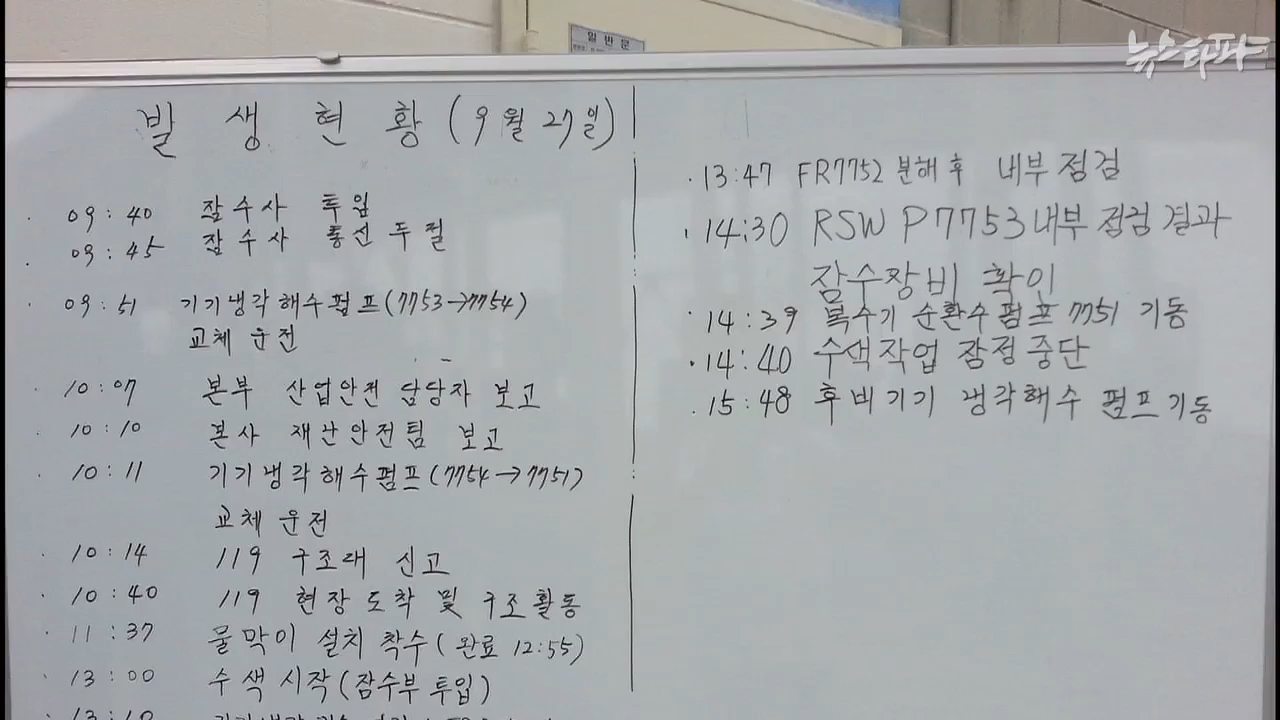 뉴스타파
일반문
발생현황(9월 27일)
09:40 잠수사 투입
09:45 잠수사 통신두절
09:51 기기냉각해수펌프(7753→7754)
교체 운전
10:07 본부 산업안전 담당자 보고
10:10 본사 재난안전팀 보고
10:11 기기냉각해수펌프(7754→7751)
교체 운전
10:14 119 구조대 신고
10:40 119 현장도착 및 구조활동
11:37 물막이 설치 착수(완료 12:55)
13:00 수색 시작(잠수부 투입)
13:10
13:47 FR7752 분해 후 내부 점검
14:30 RSW P7753 내부 점검 결과
잠수장비 확인
14:39 복수기 순환수펌프 7751 기동
14:40 수색작업 잠정중단
15:48 후비기기 냉각해수 펌프기동